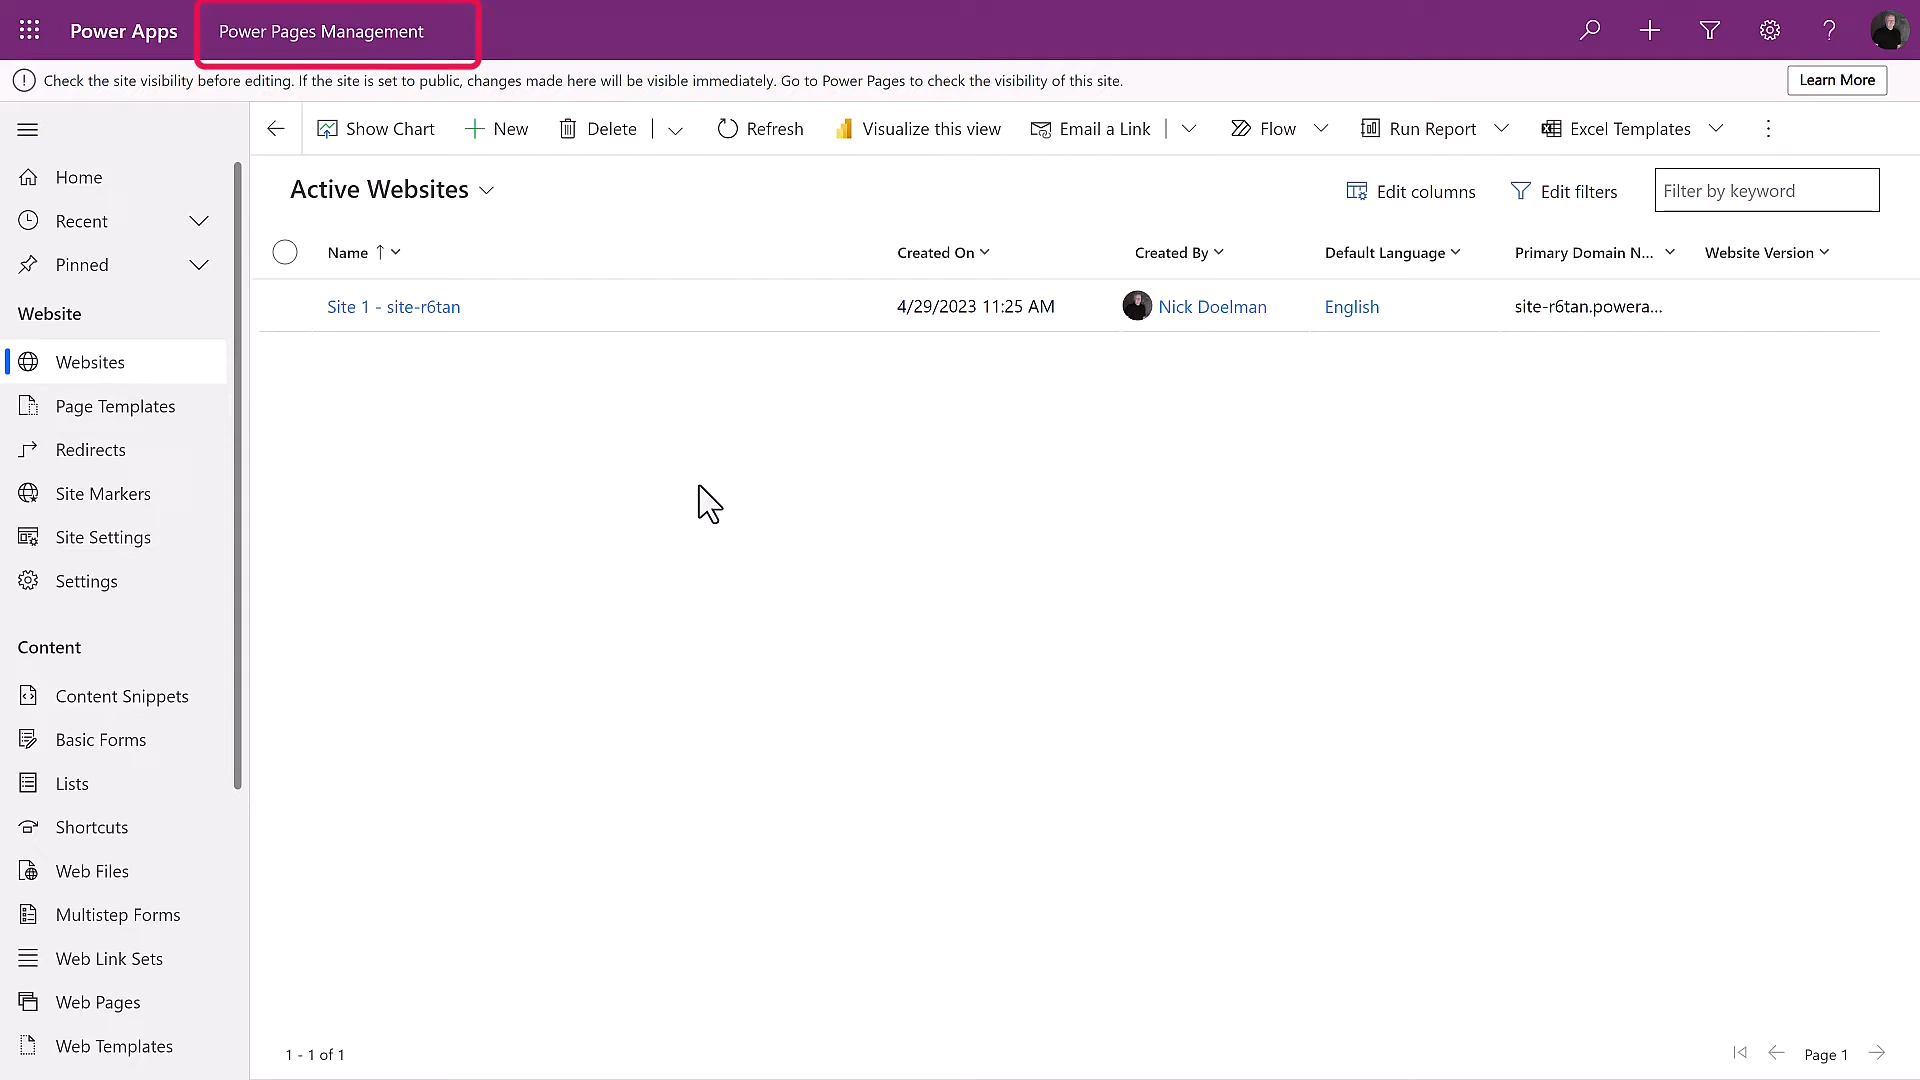 Power Apps
Power Pages Management
Check the site visibility before editing. If the site is set to public, changes made here will be visible immediately. Go to Power Pages to check the visibility of this site.
Learn More
Show Chart
New
Delete
Refresh
Visualize this view
Email a Link
Flow
Run Report
Excel Templates
Home
Recent
Pinned
Website
Websites
Page Templates
Redirects
Site Markers
Site Settings
Settings
Content
Content Snippets
Basic Forms
Lists
Shortcuts
Web Files
Multistep Forms
Web Link Sets
Web Pages
Web Templates
Active Websites
Edit columns
Edit filters
Filter by keyword
Name ↑ Created On Created By Default Language Primary Domain N... Website Version
Site 1 - site-r6tan 4/29/2023 11:25 AM Nick Doelman English site-r6tan.powera...
1 - 1 of 1
Page 1